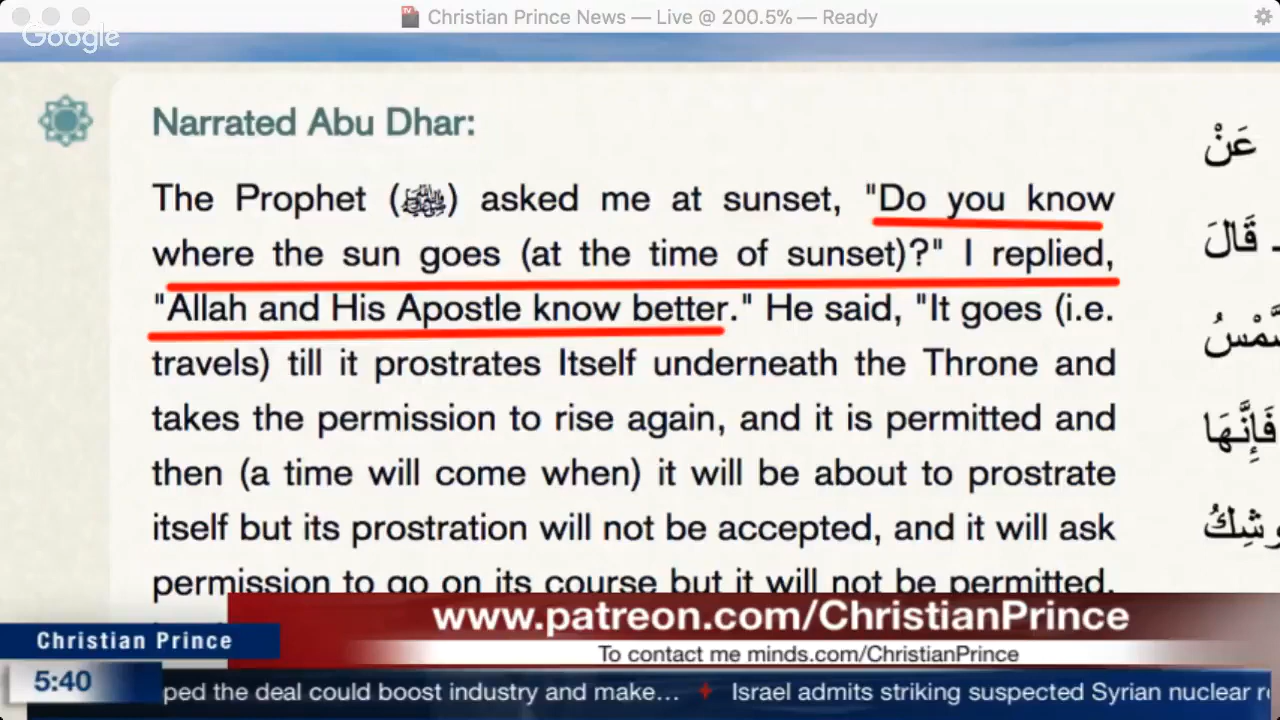 Christian Prince News — Live @ 200.5% — Ready
Google
Narrated Abu Dhar:
The Prophet (ﷺ) asked me at sunset, "Do you know
where the sun goes (at the time of sunset)?" I replied,
"Allah and His Apostle know better." He said, "It goes (i.e.
travels) till it prostrates Itself underneath the Throne and
takes the permission to rise again, and it is permitted and
then (a time will come when) it will be about to prostrate
itself but its prostration will not be accepted, and it will ask
permission to go on its course but it will not be permitted,
عَنْ
قَالَ
فَإِنَّهَا
www.patreon.com/ChristianPrince
To contact me minds.com/ChristianPrince
Christian Prince
5:40
ped the deal could boost industry and make... Israel admits striking suspected Syrian nuclear r